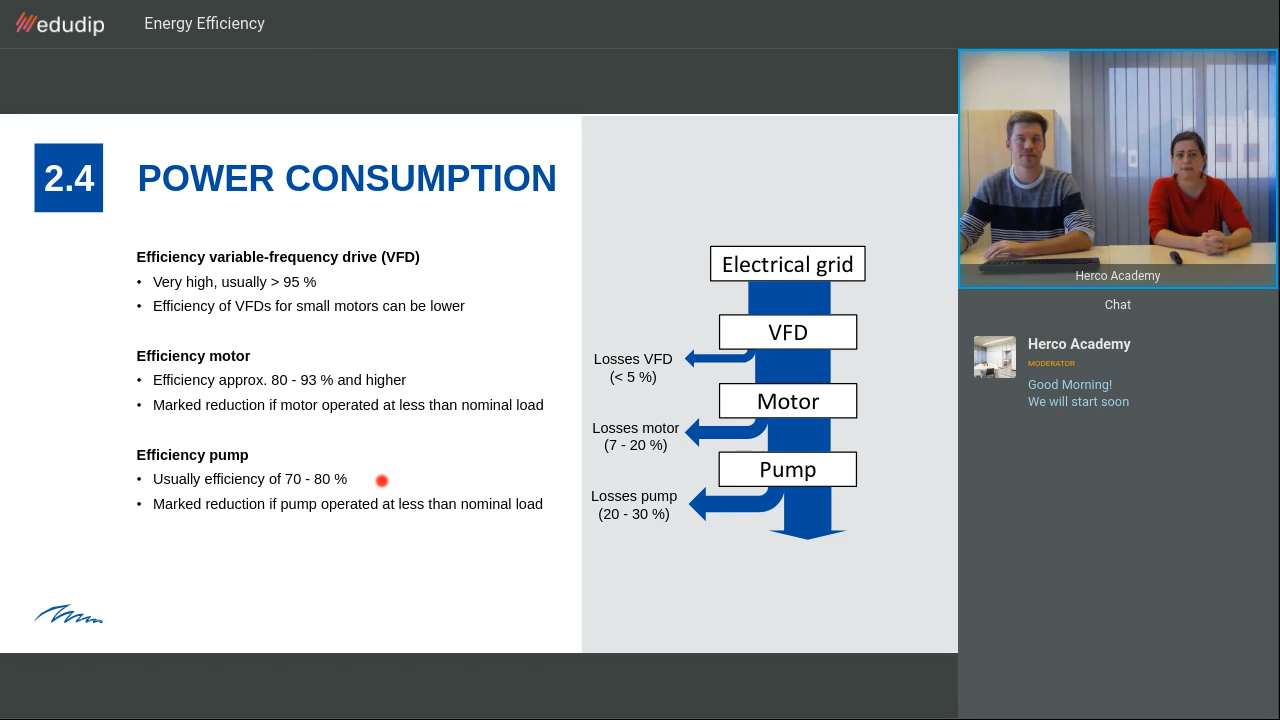 edudip
Energy Efficiency
2.4
POWER CONSUMPTION
Efficiency variable-frequency drive (VFD)
• Very high, usually > 95 %
• Efficiency of VFDs for small motors can be lower
Efficiency motor
• Efficiency approx. 80 - 93 % and higher
• Marked reduction if motor operated at less than nominal load
Efficiency pump
• Usually efficiency of 70 - 80 %
• Marked reduction if pump operated at less than nominal load
Electrical grid
VFD
Losses VFD
(< 5 %)
Motor
Losses motor
(7 - 20 %)
Pump
Losses pump
(20 - 30 %)
Herco Academy
Chat
Herco Academy
MODERATOR
Good Morning!
We will start soon